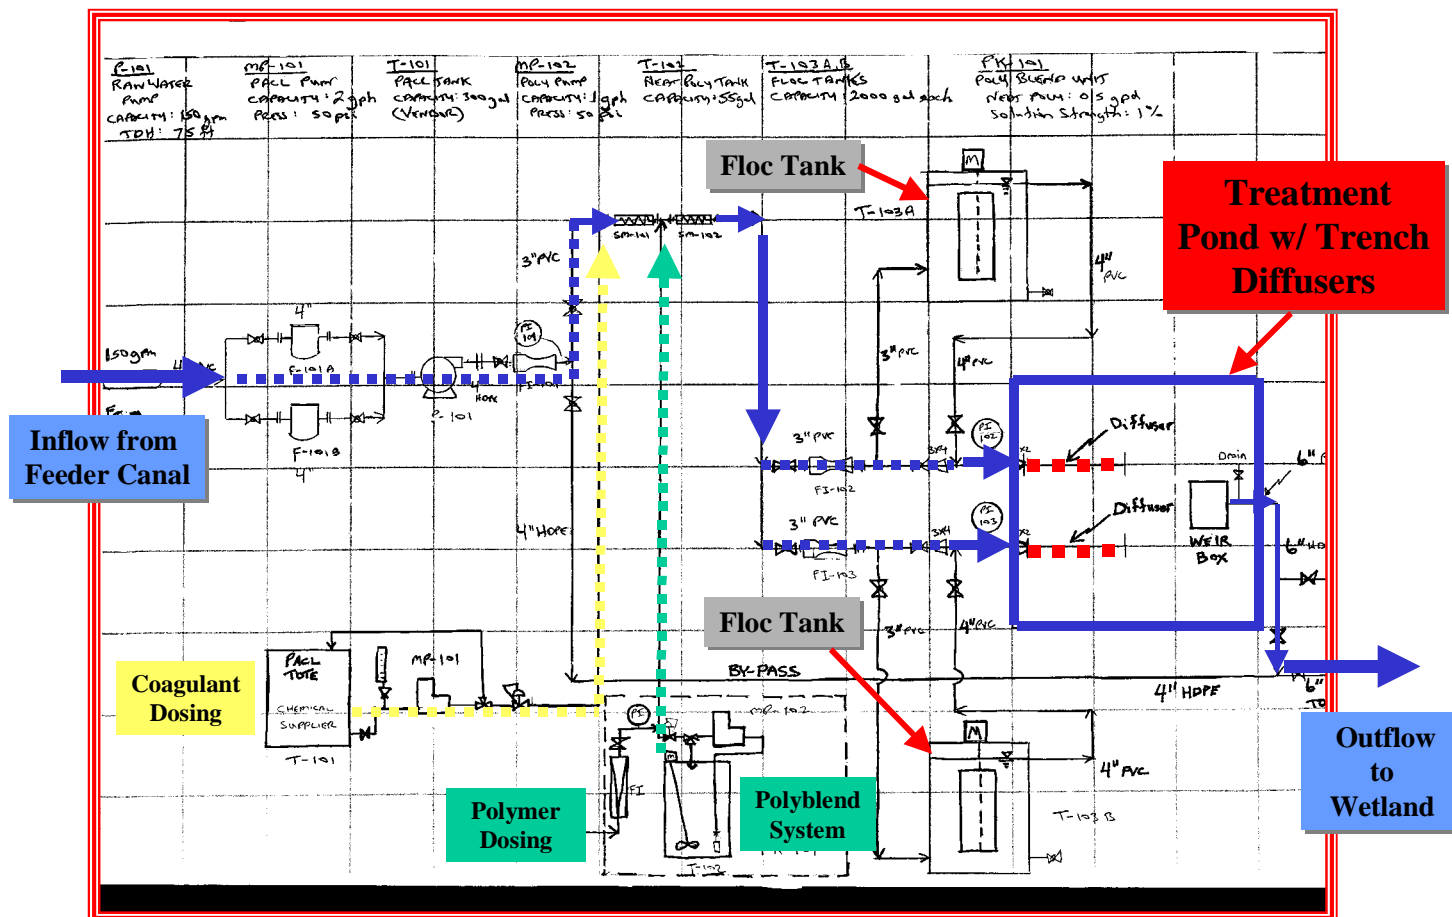 P-101
RAW WATER
PUMP
CAPACITY: 150 gpm
TDH: 75 ft
MP-101
PACL PUMP
CAPACITY: 2 gph
PRESS: 50 psi
T-101
PACL TANK
CAPACITY: 300 gal
(VENDOR)
MP-102
POLY PUMP
CAPACITY: 1 gph
PRESS: 50 psi
T-102
NEAT POLY TANK
CAPACITY: 55 gal
T-103 A,B
FLOC TANKS
CAPACITY: 2000 gal each
PK-101
POLY BLEND UNIT
NEAT POLY: 0.5 gpd
Solution Strength: 1%
Floc Tank
M
T-103A
Treatment
Pond w/ Trench
Diffusers
SM-101
SM-102
3" PVC
4" PVC
4"
F-101A
150 gpm
PI
101
4"
HDPE
P-101
F-101B
4"
Inflow from
Feeder Canal
3" PVC
4" PVC
3" PVC
3X4
PI
102
X2
Diffuser
FI-102
3" PVC
3X4
PI
103
X2
Diffuser
FI-103
Drain
6"
WEIR
BOX
6"
4" HDPE
Floc Tank
3" PVC
4" PVC
BY-PASS
4" HDPE
6"
TO
Coagulant
Dosing
PACL
TOTE
CHEMICAL
SUPPLIER
T-101
MP-101
PI
MP-102
FI
Polymer
Dosing
Polyblend
System
T-102
M
4" PVC
T-103 B
Outflow
to
Wetland